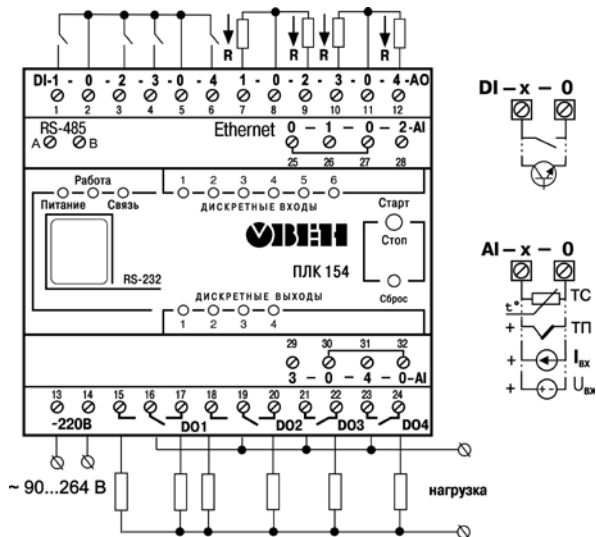 DI-1 - 0 - 2 - 3 - 0 - 4 1 - 0 - 2 - 3 - 0 - 4 -AO
R R R R
1 2 3 4 5 6 7 8 9 10 11 12
RS-485 Ethernet 0 - 1 - 0 - 2 -AI
A B
25 26 27 28
Работа
Питание Связь
1 2 3 4 5 6
ДИСКРЕТНЫЕ ВХОДЫ
Старт
Стоп
ОВЕН
ПЛК 154
RS-232
Сброс
ДИСКРЕТНЫЕ ВЫХОДЫ
1 2 3 4
29 30 31 32
3 - 0 - 4 - 0-AI
13 14 15 16 17 18 19 20 21 22 23 24
~220В DO1 DO2 DO3 DO4
~ 90...264 В
нагрузка
DI – x – 0
AI – x – 0
ТС
t°
+ ТП
+ Iвх
+ Uвх